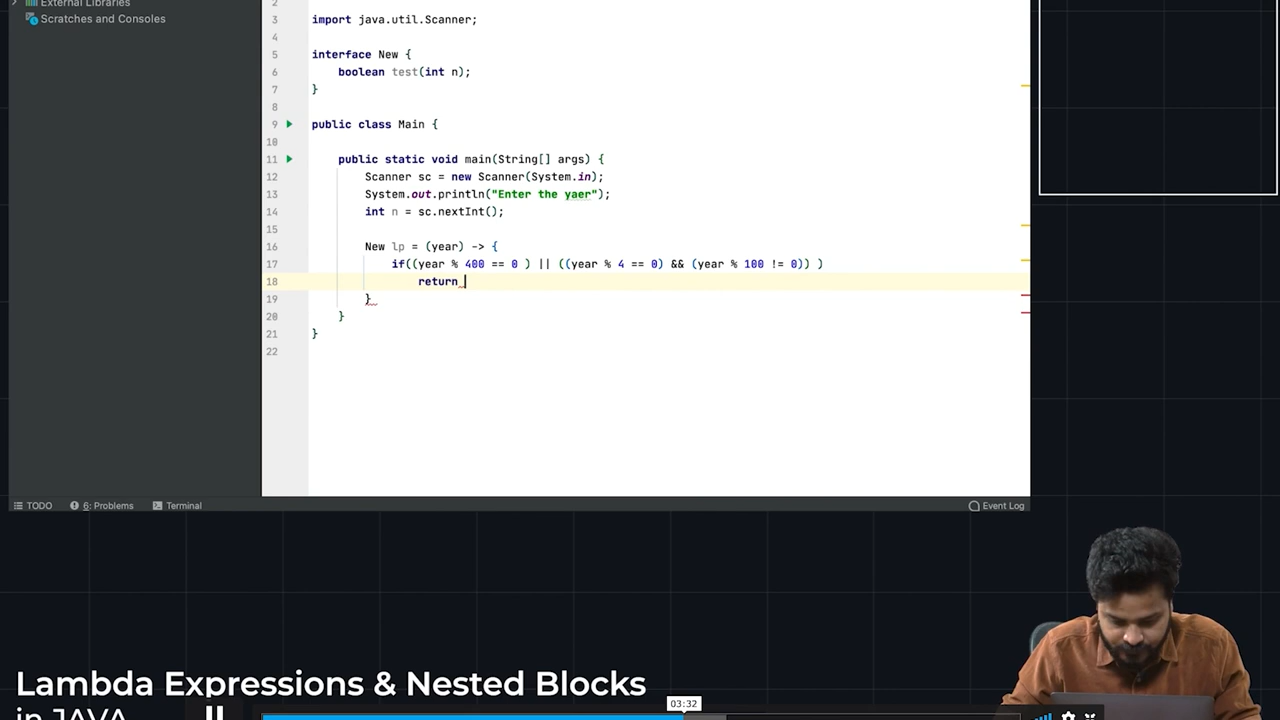 External Libraries
Scratches and Consoles
2
3 import java.util.Scanner;
4
5 interface New {
6 boolean test(int n);
7 }
8
9 public class Main {
10
11 public static void main(String[] args) {
12 Scanner sc = new Scanner(System.in);
13 System.out.println("Enter the yaer");
14 int n = sc.nextInt();
15
16 New lp = (year) -> {
17 if((year % 400 == 0 ) || ((year % 4 == 0) && (year % 100 != 0)) )
18 return
19 }
20 }
21 }
22
TODO 6: Problems Terminal Event Log
Lambda Expressions & Nested Blocks
in JAVA
03:32